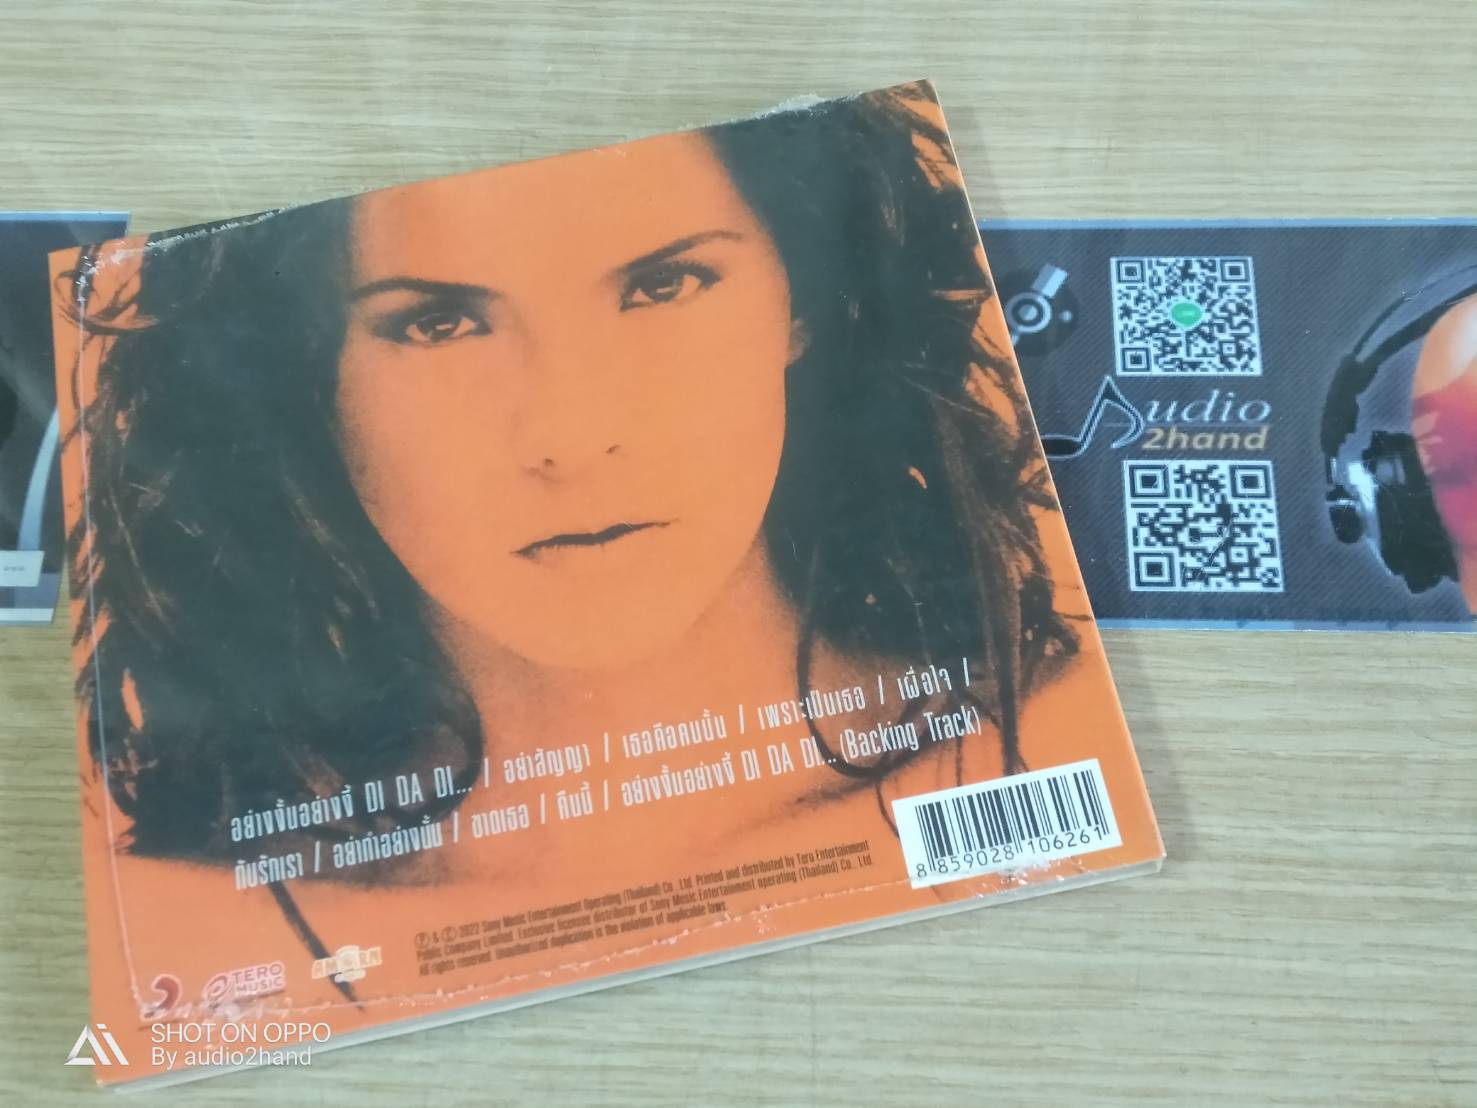 อย่างงั้นอย่างงี้ DI DA DI... / อย่าสัญญา / เธอคือคนนั้น / เพราะเป็นเธอ / เผื่อใจ /
กับรักเรา / อย่าทำอย่างนั้น / ขาดเธอ / คืนนี้ / อย่างงั้นอย่างงี้ DI DA DI... (Backing Track)
Ⓟ & Ⓒ 2022 Sony Music Entertainment Operating (Thailand) Co., Ltd. Printed and distributed by Tero Entertainment
Public Company Limited. Exclusive licensee distributor of Sony Music Entertainment operating (Thailand) Co., Ltd.
All rights reserved. Unauthorized duplication is the violation of applicable laws.
8 859028 106261
TERO
MUSIC
AMORN
Audio
2hand
SHOT ON OPPO
By audio2hand